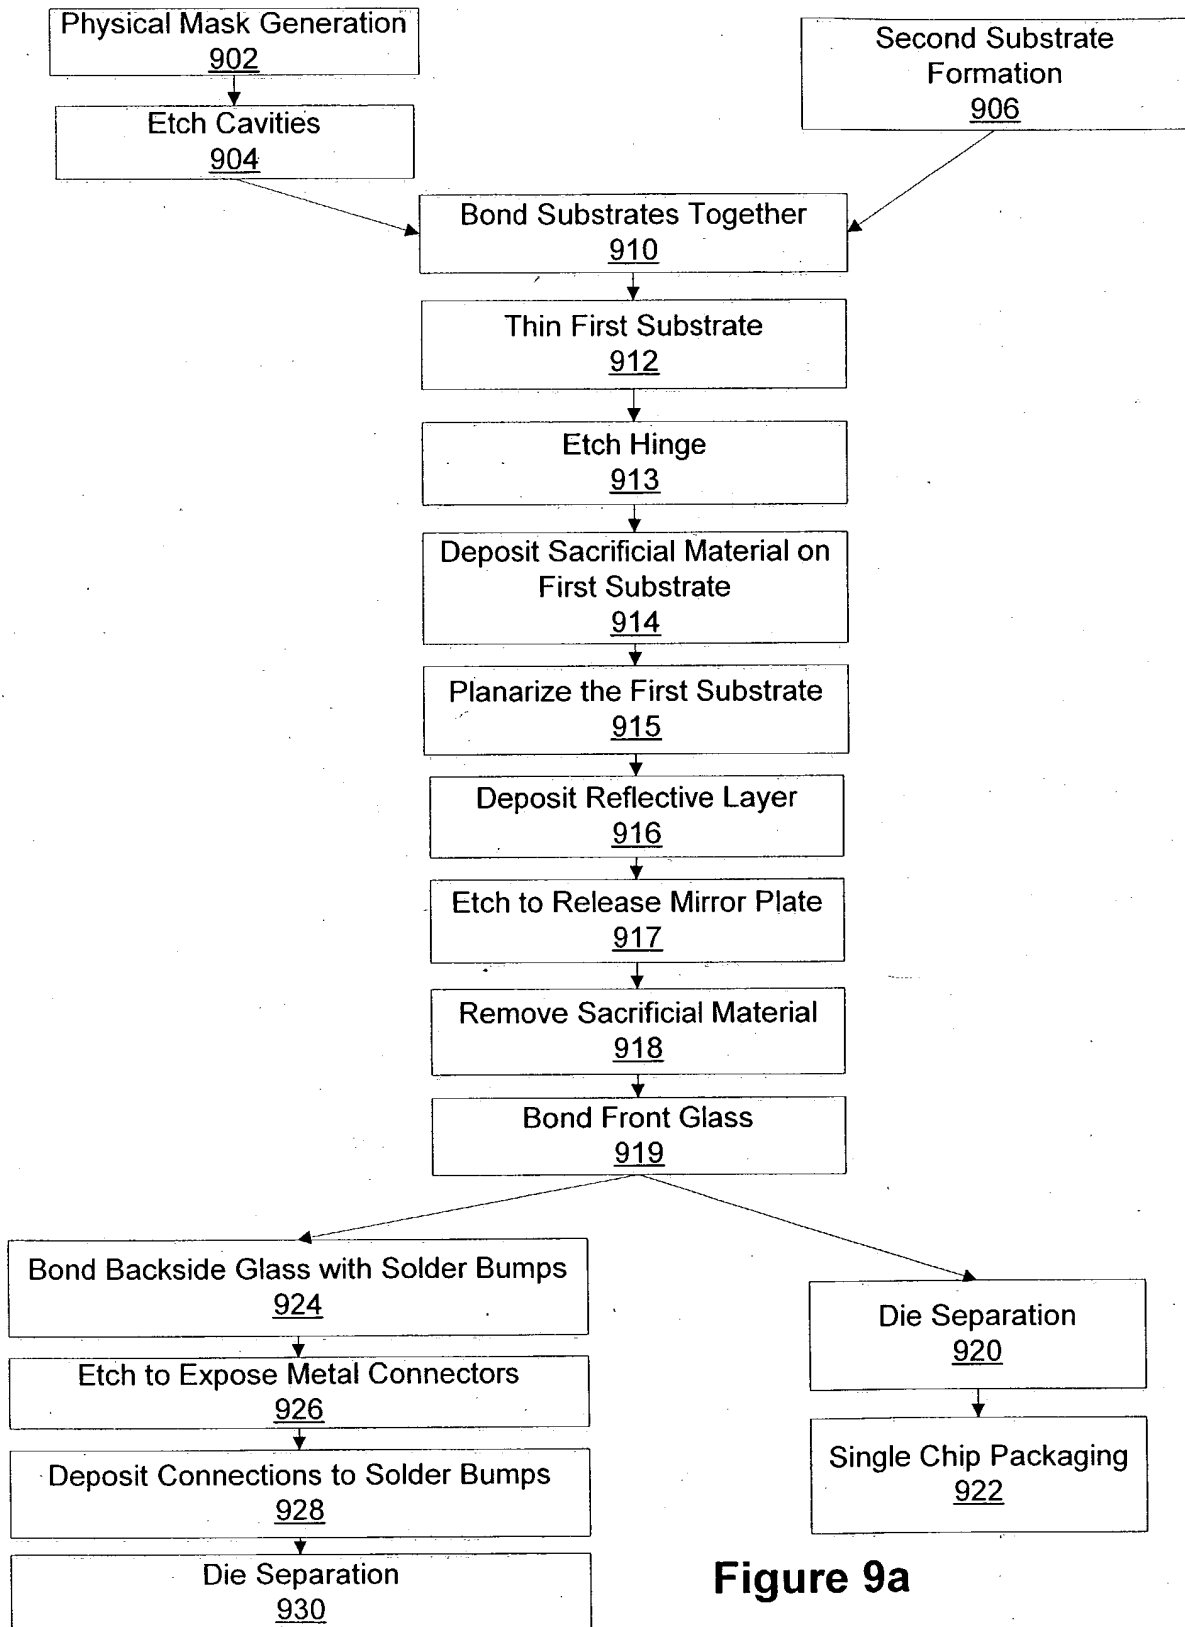 Physical Mask Generation
902
Second Substrate
Formation
906
Etch Cavities
904
Bond Substrates Together
910
Thin First Substrate
912
Etch Hinge
913
Deposit Sacrificial Material on
First Substrate
914
Planarize the First Substrate
915
Deposit Reflective Layer
916
Etch to Release Mirror Plate
917
Remove Sacrificial Material
918
Bond Front Glass
919
Bond Backside Glass with Solder Bumps
924
Etch to Expose Metal Connectors
926
Deposit Connections to Solder Bumps
928
Die Separation
930
Die Separation
920
Single Chip Packaging
922
Figure 9a